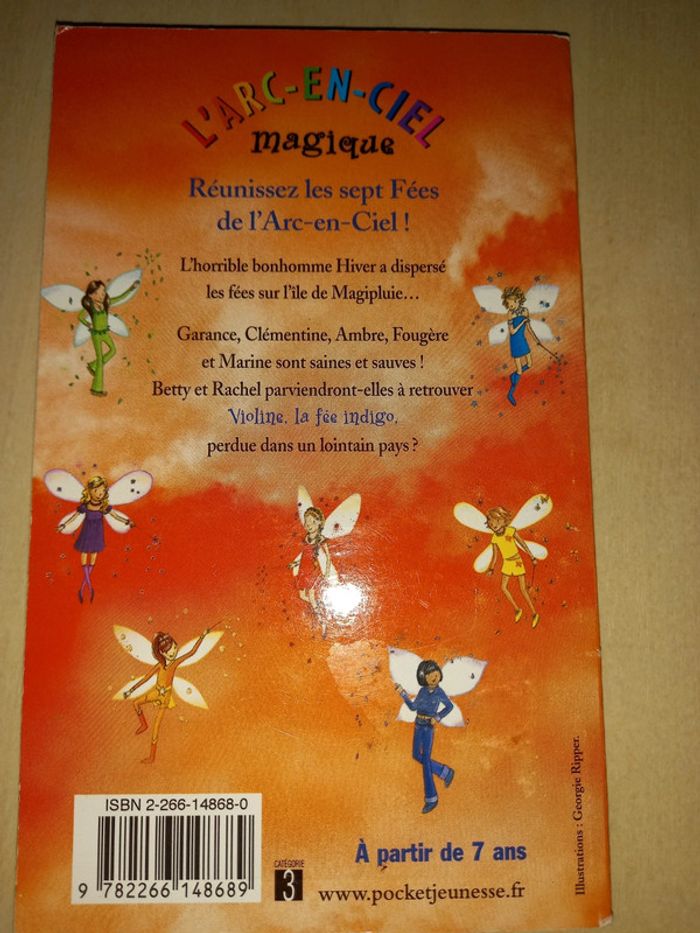 L'ARC-EN-CIEL
magique
Réunissez les sept Fées
de l'Arc-en-Ciel !
L'horrible bonhomme Hiver a dispersé
les fées sur l'île de Magipluie…
Garance, Clémentine, Ambre, Fougère
et Marine sont saines et sauves !
Betty et Rachel parviendront-elles à retrouver
Violine, la fée indigo,
perdue dans un lointain pays ?
ISBN 2-266-14868-0
9 782266 148689
CATÉGORIE
3
À partir de 7 ans
www.pocketjeunesse.fr
Illustrations : Georgie Ripper.